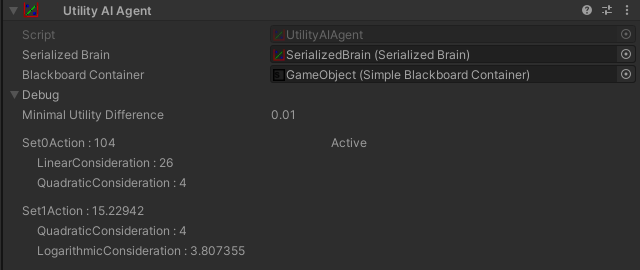 Utility AI Agent
Script UtilityAIAgent
Serialized Brain SerializedBrain (Serialized Brain)
Blackboard Container GameObject (Simple Blackboard Container)
Debug
Minimal Utility Difference 0.01
Set0Action : 104 Active
LinearConsideration : 26
QuadraticConsideration : 4
Set1Action : 15.22942
QuadraticConsideration : 4
LogarithmicConsideration : 3.807355